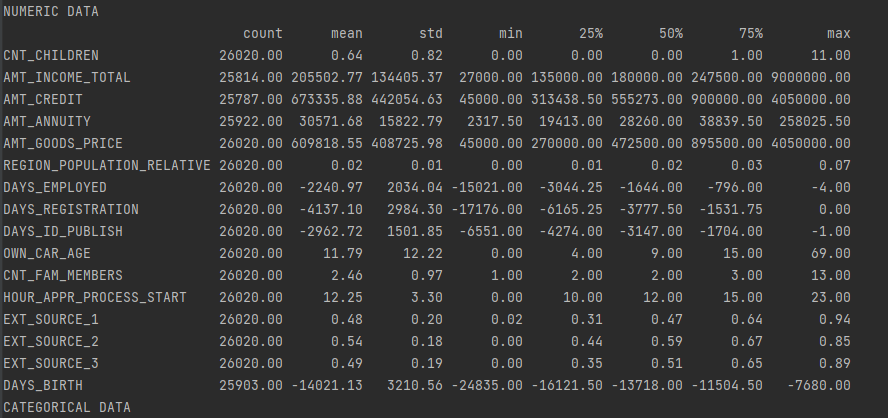 NUMERIC DATA
count mean std min 25% 50% 75% max
CNT_CHILDREN 26020.00 0.64 0.82 0.00 0.00 0.00 1.00 11.00
AMT_INCOME_TOTAL 25814.00 205502.77 134405.37 27000.00 135000.00 180000.00 247500.00 9000000.00
AMT_CREDIT 25787.00 673335.88 442054.63 45000.00 313438.50 555273.00 900000.00 4050000.00
AMT_ANNUITY 25922.00 30571.68 15822.79 2317.50 19413.00 28260.00 38839.50 258025.50
AMT_GOODS_PRICE 26020.00 609818.55 408725.98 45000.00 270000.00 472500.00 895500.00 4050000.00
REGION_POPULATION_RELATIVE 26020.00 0.02 0.01 0.00 0.01 0.02 0.03 0.07
DAYS_EMPLOYED 26020.00 -2240.97 2034.04 -15021.00 -3044.25 -1644.00 -796.00 -4.00
DAYS_REGISTRATION 26020.00 -4137.10 2984.30 -17176.00 -6165.25 -3777.50 -1531.75 0.00
DAYS_ID_PUBLISH 26020.00 -2962.72 1501.85 -6551.00 -4274.00 -3147.00 -1704.00 -1.00
OWN_CAR_AGE 26020.00 11.79 12.22 0.00 4.00 9.00 15.00 69.00
CNT_FAM_MEMBERS 26020.00 2.46 0.97 1.00 2.00 2.00 3.00 13.00
HOUR_APPR_PROCESS_START 26020.00 12.25 3.30 0.00 10.00 12.00 15.00 23.00
EXT_SOURCE_1 26020.00 0.48 0.20 0.02 0.31 0.47 0.64 0.94
EXT_SOURCE_2 26020.00 0.54 0.18 0.00 0.44 0.59 0.67 0.85
EXT_SOURCE_3 26020.00 0.49 0.19 0.00 0.35 0.51 0.65 0.89
DAYS_BIRTH 25903.00 -14021.13 3210.56 -24835.00 -16121.50 -13718.00 -11504.50 -7680.00
CATEGORICAL DATA